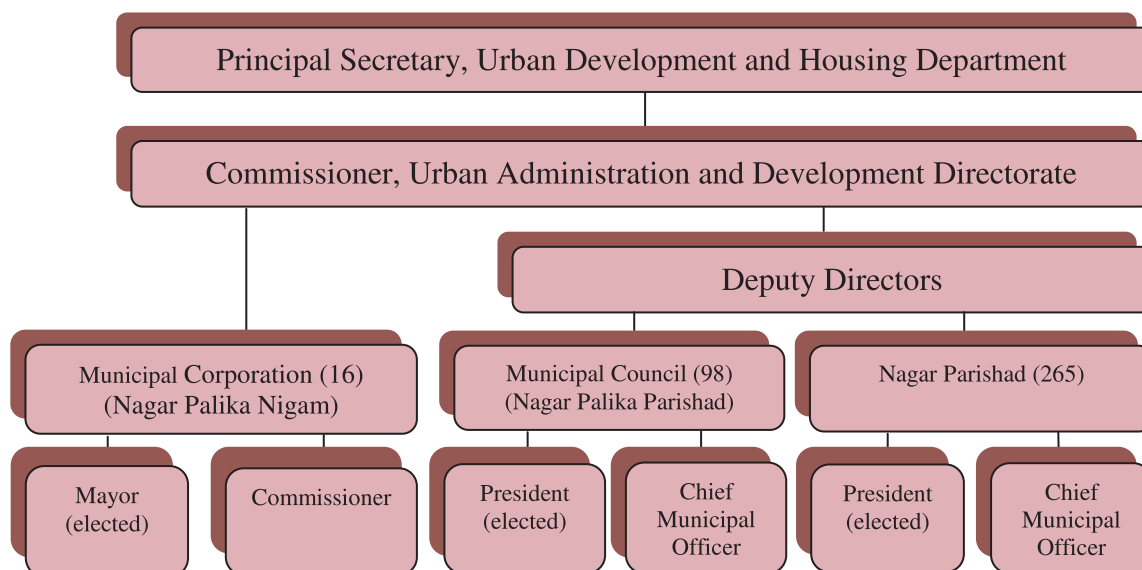 Principal Secretary, Urban Development and Housing Department
Commissioner, Urban Administration and Development Directorate
Deputy Directors
Municipal Corporation (16)
(Nagar Palika Nigam)
Municipal Council (98)
(Nagar Palika Parishad)
Nagar Parishad (265)
Mayor
(elected)
Commissioner
President
(elected)
Chief
Municipal
Officer
President
(elected)
Chief
Municipal
Officer